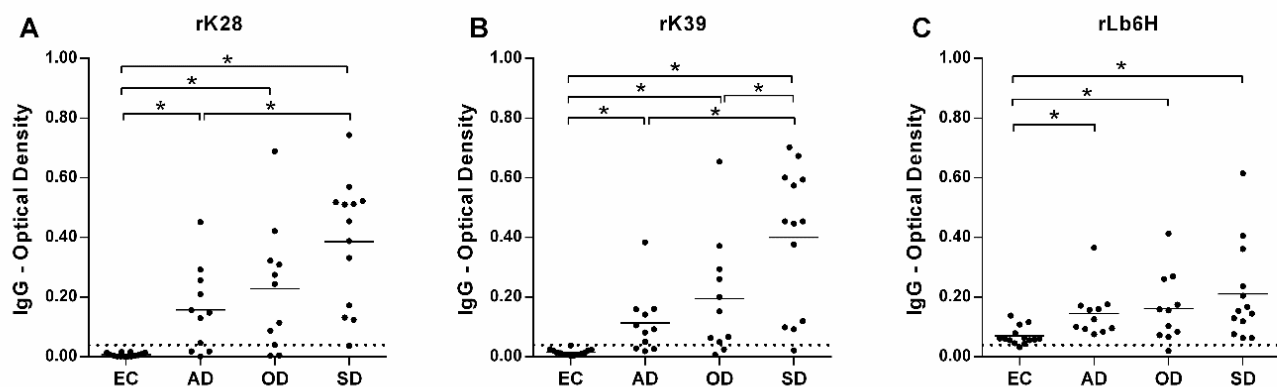 A
rK28
IgG - Optical Density
1.00
0.80
0.60
0.40
0.20
0.00
*
*
*
*
EC AD OD SD
B
rK39
IgG - Optical Density
1.00
0.80
0.60
0.40
0.20
0.00
*
*
*
*
*
EC AD OD SD
C
rLb6H
IgG - Optical Density
1.00
0.80
0.60
0.40
0.20
0.00
*
*
*
EC AD OD SD